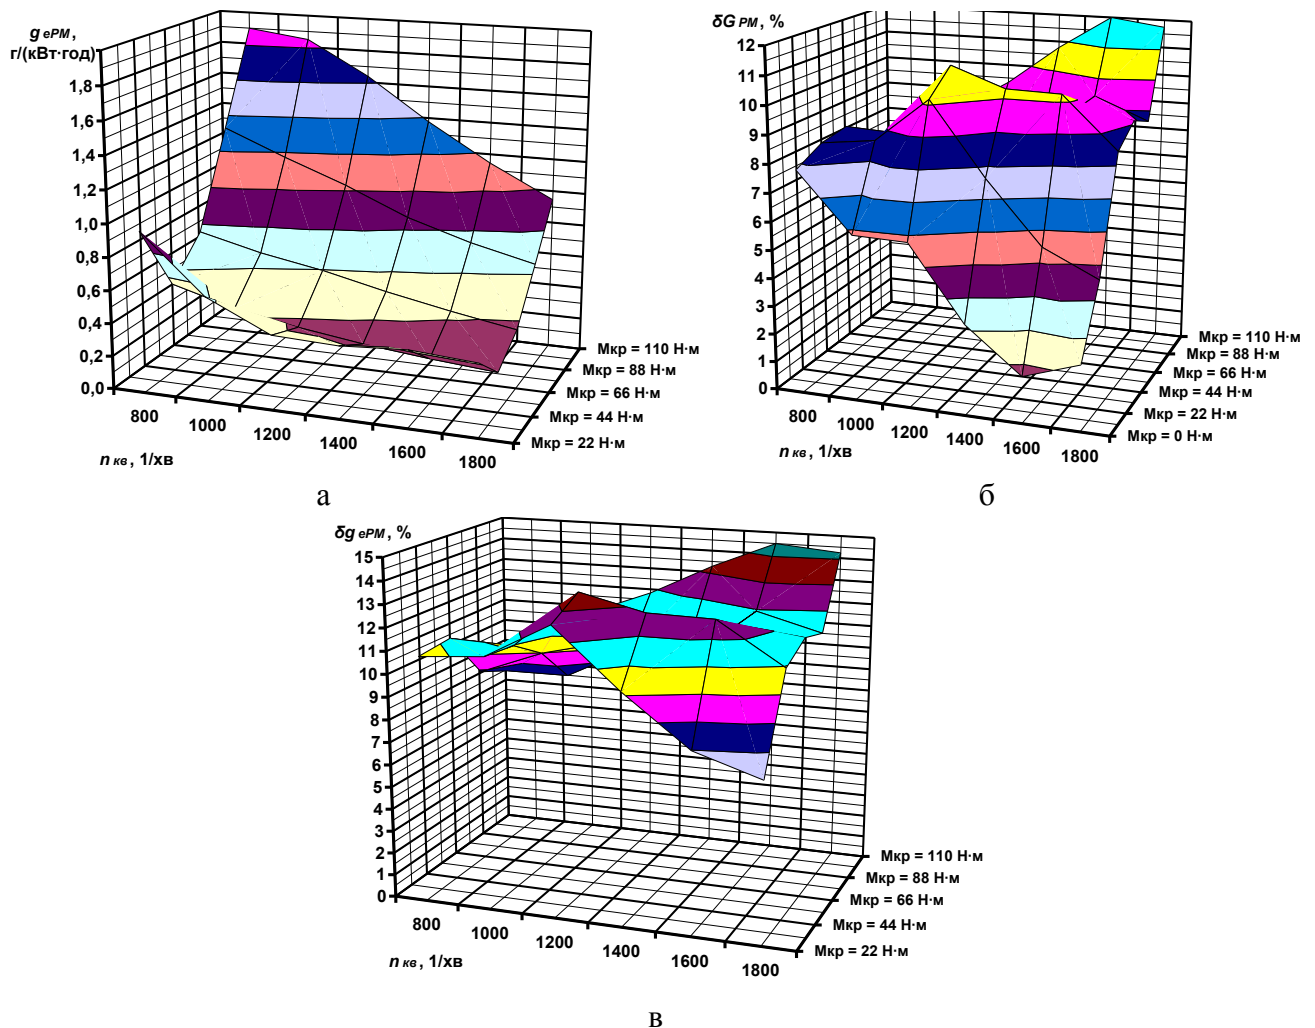 g ePM,
г/(кВт·год)
1,8
1,6
1,4
1,2
1,0
0,8
0,6
0,4
0,2
0,0
800
1000
1200
1400
1600
1800
n кв, 1/хв
Мкр = 110 Н·м
Мкр = 88 Н·м
Мкр = 66 Н·м
Мкр = 44 Н·м
Мкр = 22 Н·м
а
δG PM, %
12
11
10
9
8
7
6
5
4
3
2
1
0
800
1000
1200
1400
1600
1800
n кв, 1/хв
Мкр = 110 Н·м
Мкр = 88 Н·м
Мкр = 66 Н·м
Мкр = 44 Н·м
Мкр = 22 Н·м
Мкр = 0 Н·м
б
δg ePM, %
15
14
13
12
11
10
9
8
7
6
5
4
3
2
1
0
800
1000
1200
1400
1600
1800
n кв, 1/хв
Мкр = 110 Н·м
Мкр = 88 Н·м
Мкр = 66 Н·м
Мкр = 44 Н·м
Мкр = 22 Н·м
в